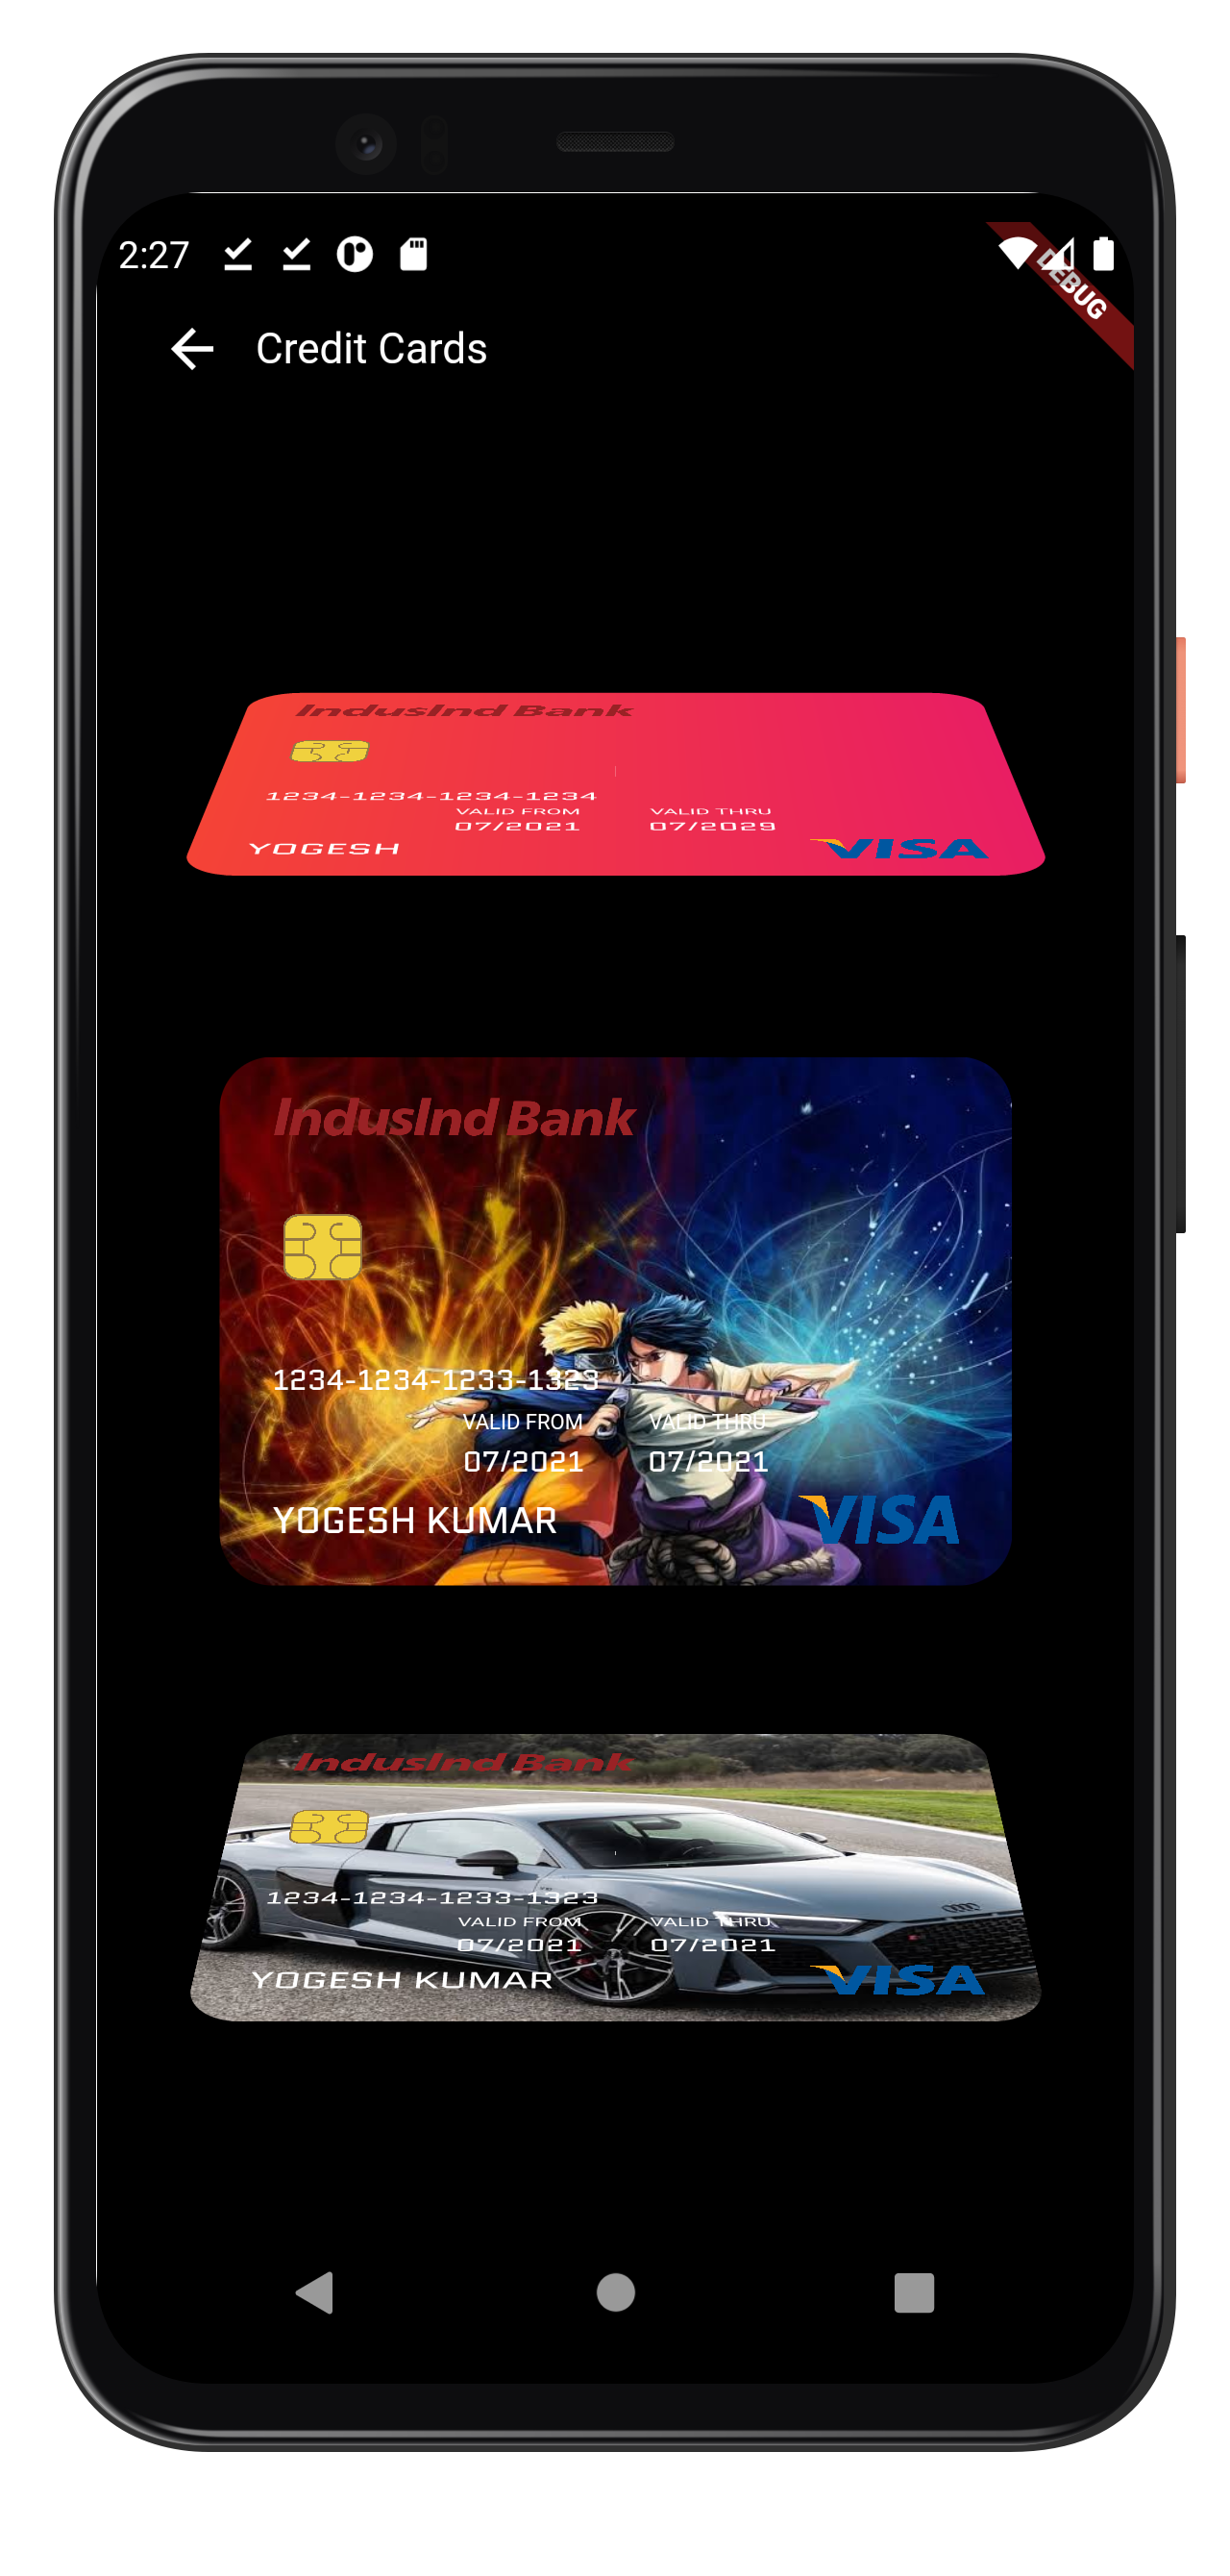 2:27
DEBUG
Credit Cards
IndusInd Bank
1234-1234-1234-1234
VALID FROM VALID THRU
07/2021 07/2029
YOGESH VISA
IndusInd Bank
1234-1234-1233-1323
VALID FROM VALID THRU
07/2021 07/2021
YOGESH KUMAR VISA
IndusInd Bank
1234-1234-1233-1323
VALID FROM VALID THRU
07/2021 07/2021
YOGESH KUMAR VISA